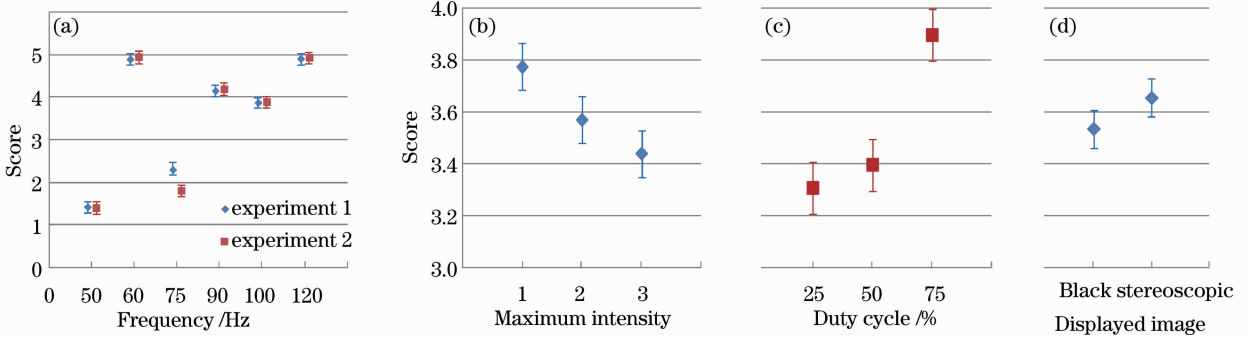 (a)
Score
5
4
3
2
1
0
experiment 1
experiment 2
0 50 60 75 90 100 120
Frequency /Hz
(b)
Score
4.0
3.8
3.6
3.4
3.2
3.0
1 2 3
Maximum intensity
(c)
25 50 75
Duty cycle /%
(d)
Black stereoscopic
Displayed image